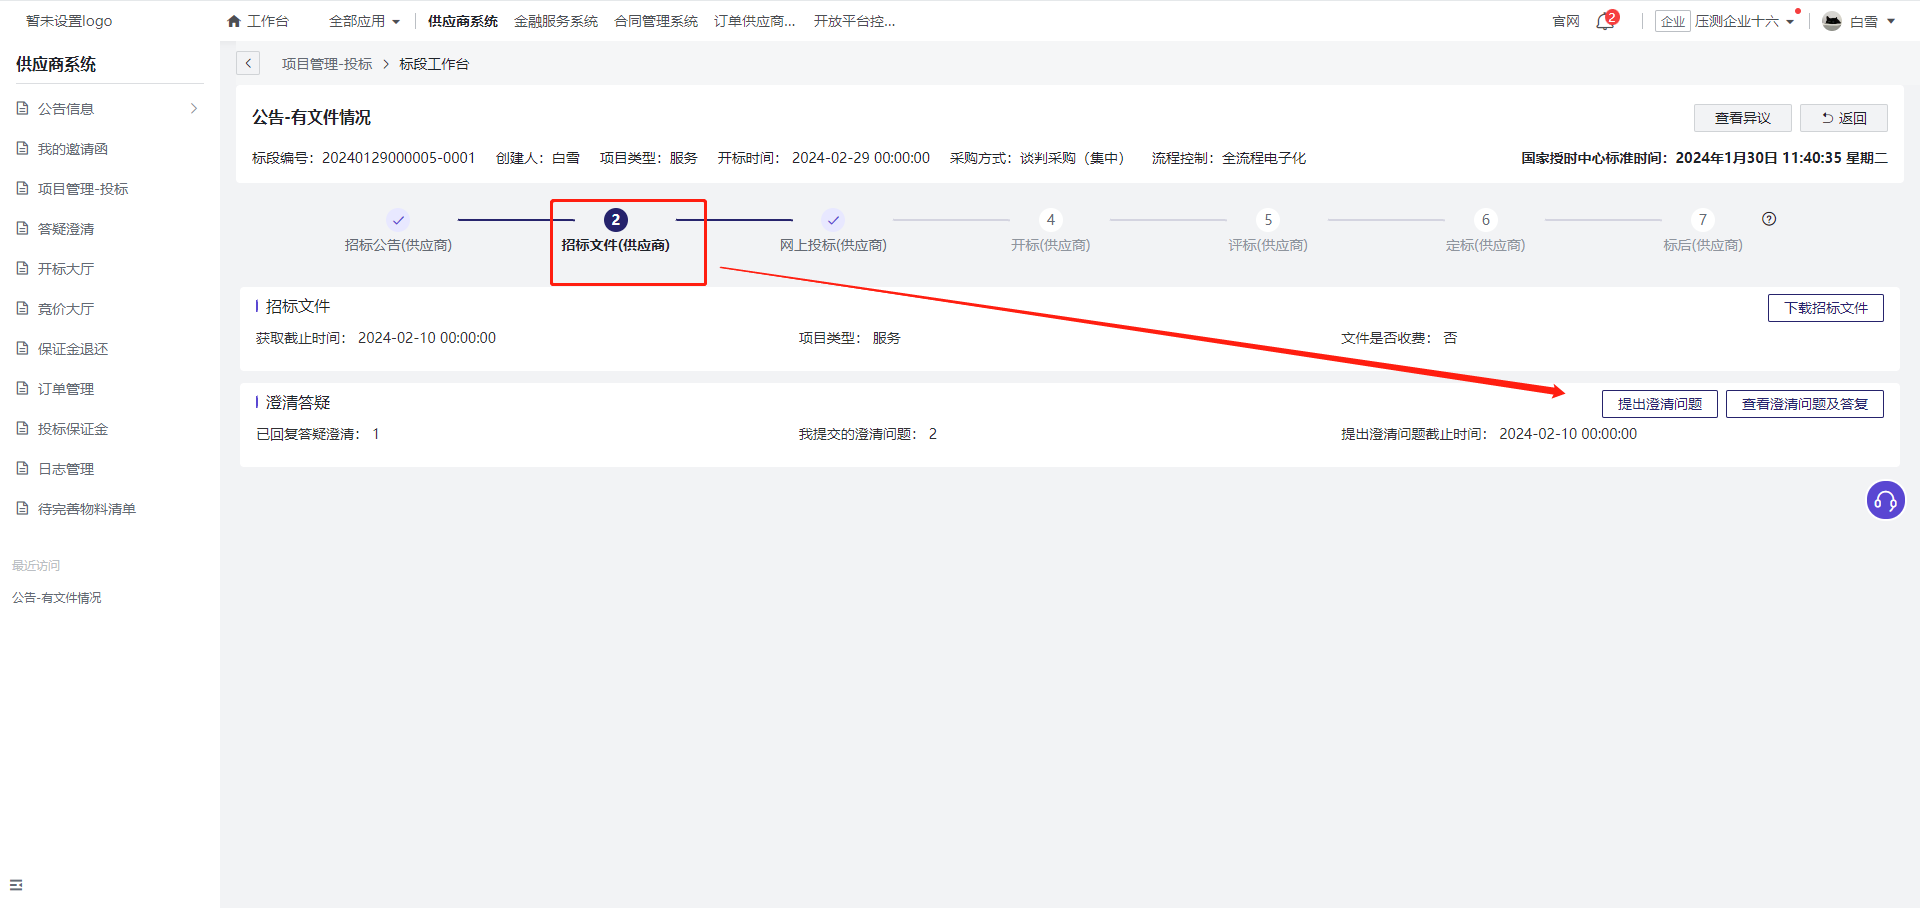 暂未设置logo
工作台
全部应用
供应商系统
金融服务系统
合同管理系统
订单供应商...
开放平台控...
官网
2
企业
压测企业十六
白雪
供应商系统
公告信息
我的邀请函
项目管理-投标
答疑澄清
开标大厅
竟价大厅
保证金退还
订单管理
投标保证金
日志管理
待完善物料清单
最近访问
公告-有文件情况
项目管理-投标 > 标段工作台
公告-有文件情况
查看异议
返回
标段编号：20240129000005-0001 创建人：白雪 项目类型：服务 开标时间： 2024-02-29 00:00:00 采购方式：谈判采购（集中） 流程控制：全流程电子化
国家授时中心标准时间：2024年1月30日 11:40:35 星期二
招标公告(供应商)
2
招标文件(供应商)
网上投标(供应商)
4
开标(供应商)
5
评标(供应商)
6
定标(供应商)
7
标后(供应商)
招标文件
下载招标文件
获取截止时间： 2024-02-10 00:00:00
项目类型： 服务
文件是否收费： 否
澄清答疑
提出澄清问题
查看澄清问题及答复
已回复答疑澄清： 1
我提交的澄清问题： 2
提出澄清问题截止时间： 2024-02-10 00:00:00